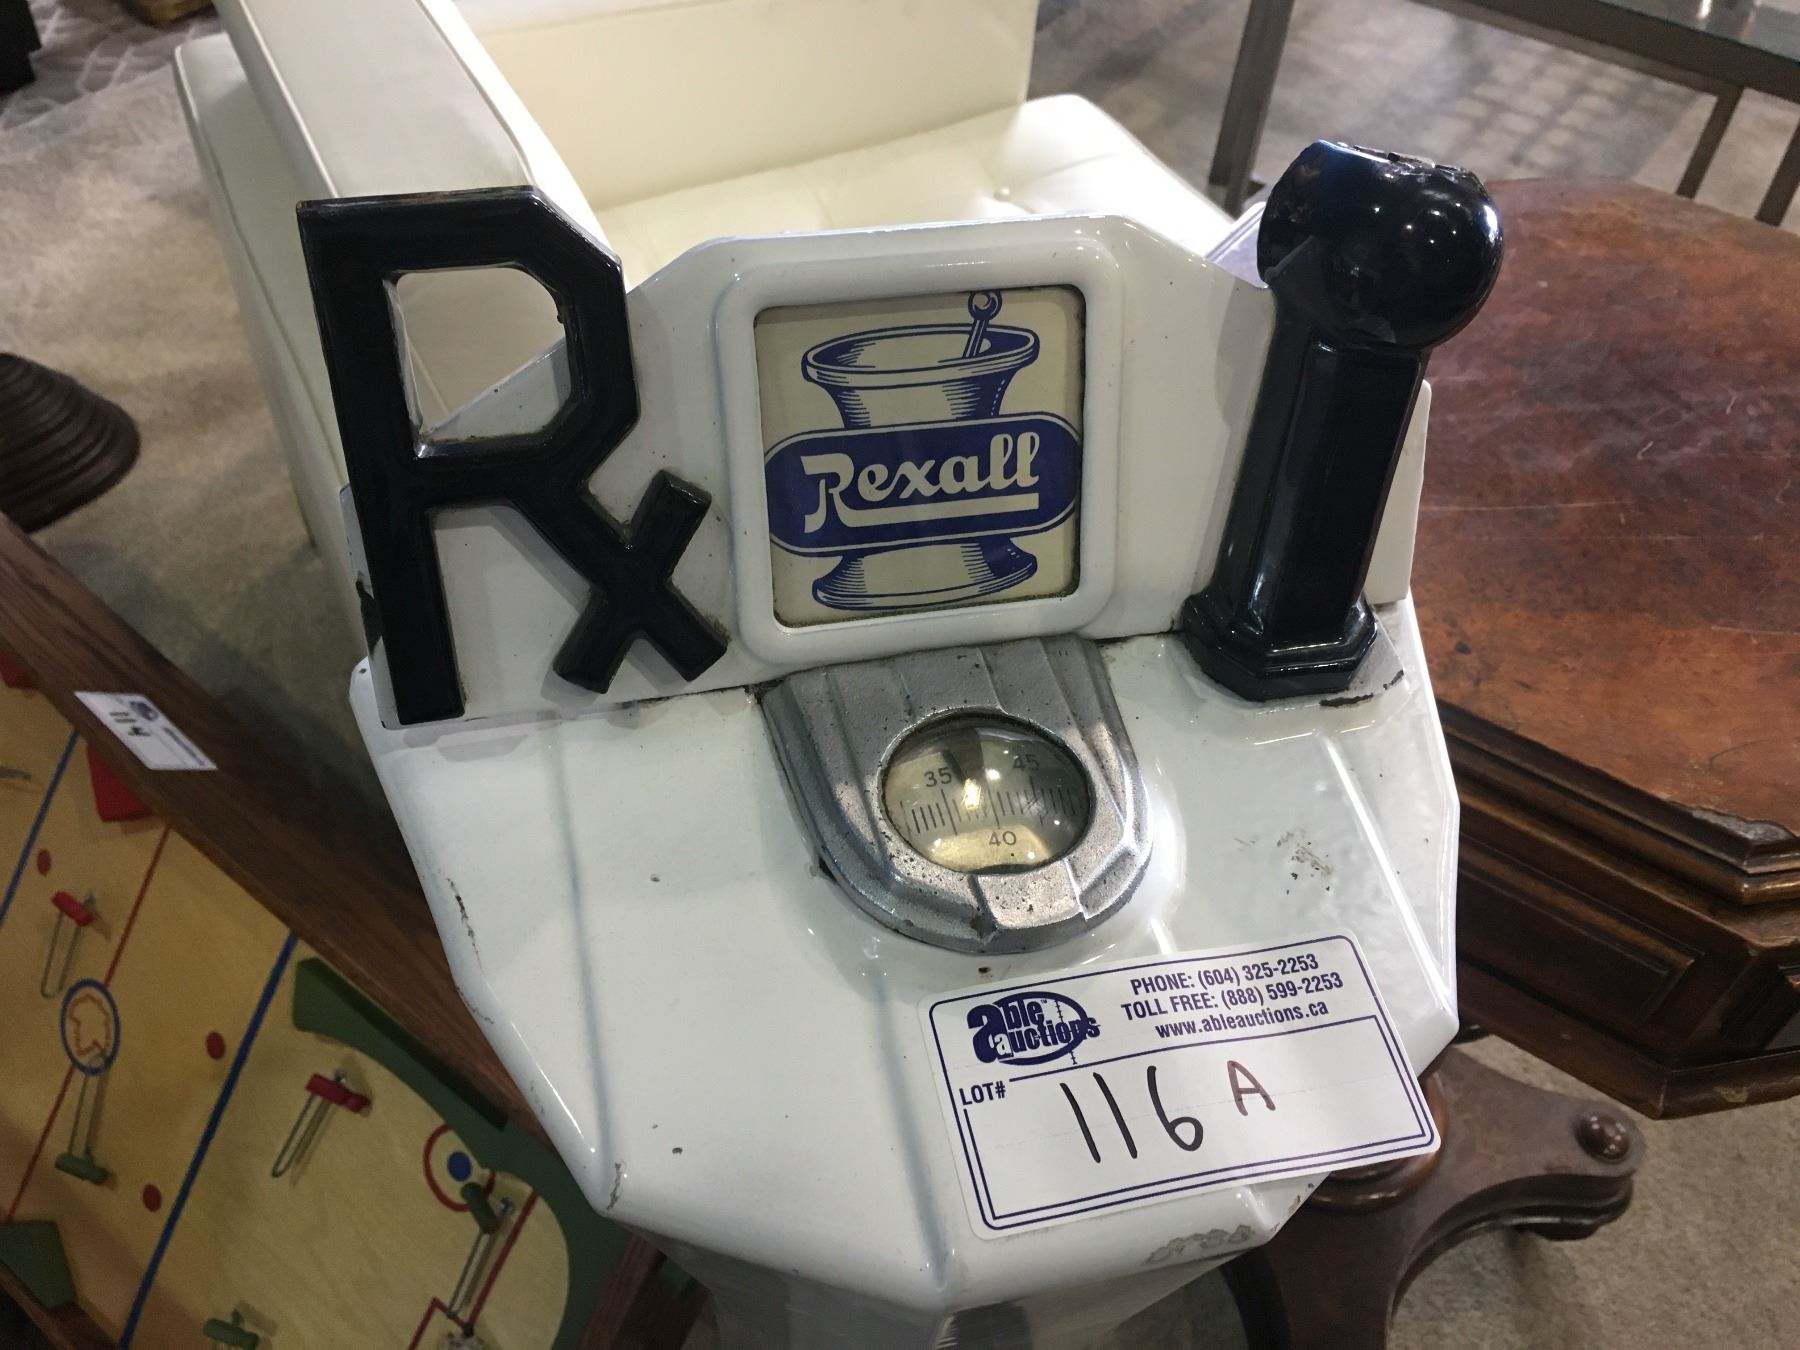 Rx
Rexall
35 45
40
able
auctions
PHONE: (604) 325-2253
TOLL FREE: (888) 599-2253
www.ableauctions.ca
LOT# 116 A
114